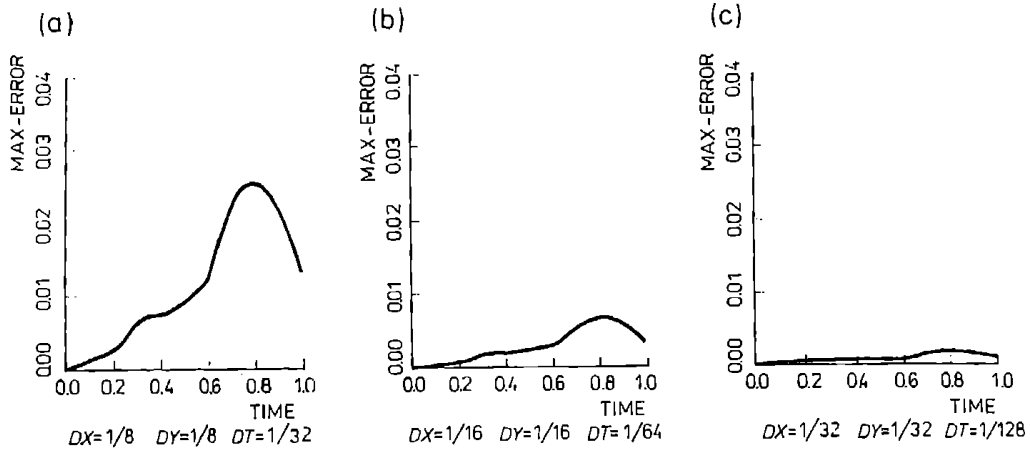 (a)
MAX-ERROR
0.04
0.03
0.02
0.01
0.00
0.0 0.2 0.4 0.6 0.8 1.0
TIME
DX=1/8 DY=1/8 DT=1/32
(b)
MAX-ERROR
0.04
0.03
0.02
0.01
0.00
0.0 0.2 0.4 0.6 0.8 1.0
TIME
DX=1/16 DY=1/16 DT=1/64
(c)
MAX-ERROR
0.04
0.03
0.02
0.01
0.00
0.0 0.2 0.4 0.6 0.8 1.0
TIME
DX=1/32 DY=1/32 DT=1/128